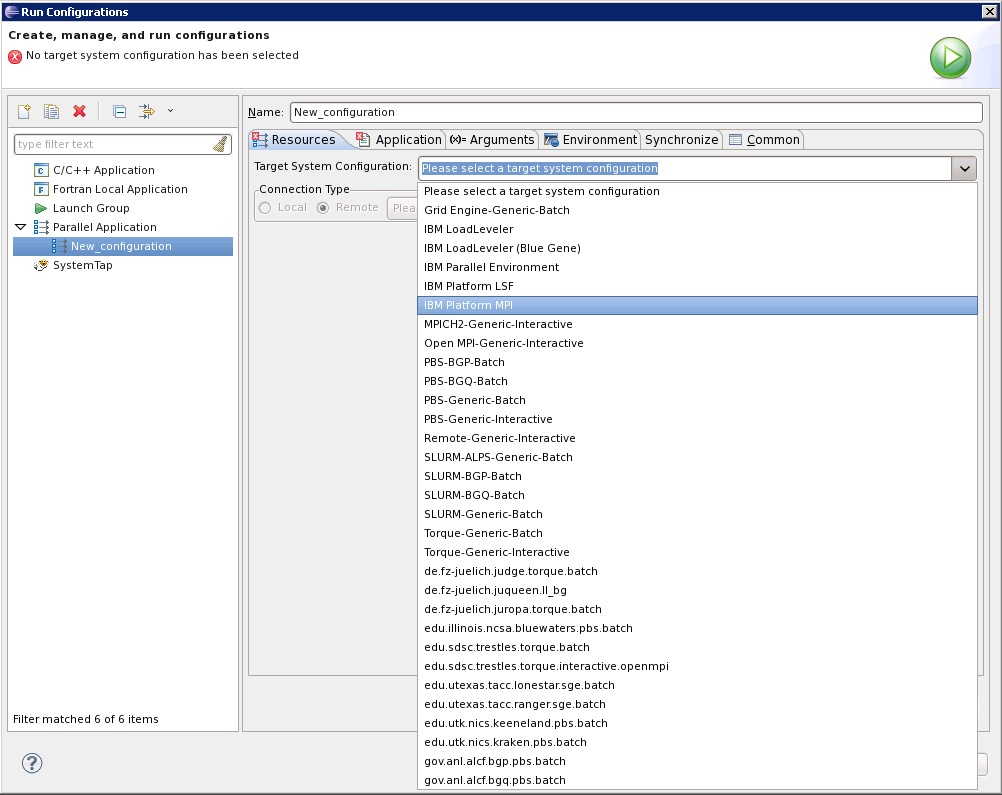 Run Configurations
Create, manage, and run configurations
No target system configuration has been selected
type filter text
C/C++ Application
Fortran Local Application
Launch Group
Parallel Application
New_configuration
SystemTap
Filter matched 6 of 6 items
Name: New_configuration
Resources Application (x)= Arguments Environment Synchronize Common
Target System Configuration: Please select a target system configuration
Connection Type
Local Remote Plea
Please select a target system configuration
Grid Engine-Generic-Batch
IBM LoadLeveler
IBM LoadLeveler (Blue Gene)
IBM Parallel Environment
IBM Platform LSF
IBM Platform MPI
MPICH2-Generic-Interactive
Open MPI-Generic-Interactive
PBS-BGP-Batch
PBS-BGQ-Batch
PBS-Generic-Batch
PBS-Generic-Interactive
Remote-Generic-Interactive
SLURM-ALPS-Generic-Batch
SLURM-BGP-Batch
SLURM-BGQ-Batch
SLURM-Generic-Batch
Torque-Generic-Batch
Torque-Generic-Interactive
de.fz-juelich.judge.torque.batch
de.fz-juelich.juqueen.ll_bg
de.fz-juelich.juropa.torque.batch
edu.illinois.ncsa.bluewaters.pbs.batch
edu.sdsc.trestles.torque.batch
edu.sdsc.trestles.torque.interactive.openmpi
edu.utexas.tacc.lonestar.sge.batch
edu.utexas.tacc.ranger.sge.batch
edu.utk.nics.keeneland.pbs.batch
edu.utk.nics.kraken.pbs.batch
gov.anl.alcf.bgp.pbs.batch
gov.anl.alcf.bgq.pbs.batch